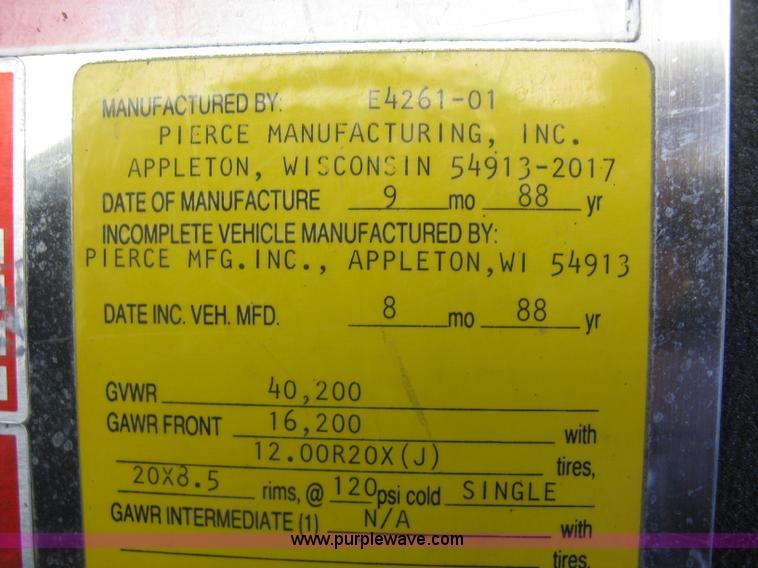 MANUFACTURED BY: E4261-01
PIERCE MANUFACTURING, INC.
APPLETON, WISCONSIN 54913-2017
DATE OF MANUFACTURE 9 mo 88 yr
INCOMPLETE VEHICLE MANUFACTURED BY:
PIERCE MFG.INC., APPLETON,WI 54913
DATE INC. VEH. MFD. 8 mo 88 yr
GVWR 40,200
GAWR FRONT 16,200 with
12.00R20X(J) tires,
20X8.5 rims, @ 120 psi cold SINGLE
GAWR INTERMEDIATE (1) N/A with
www.purplewave.com
tires,